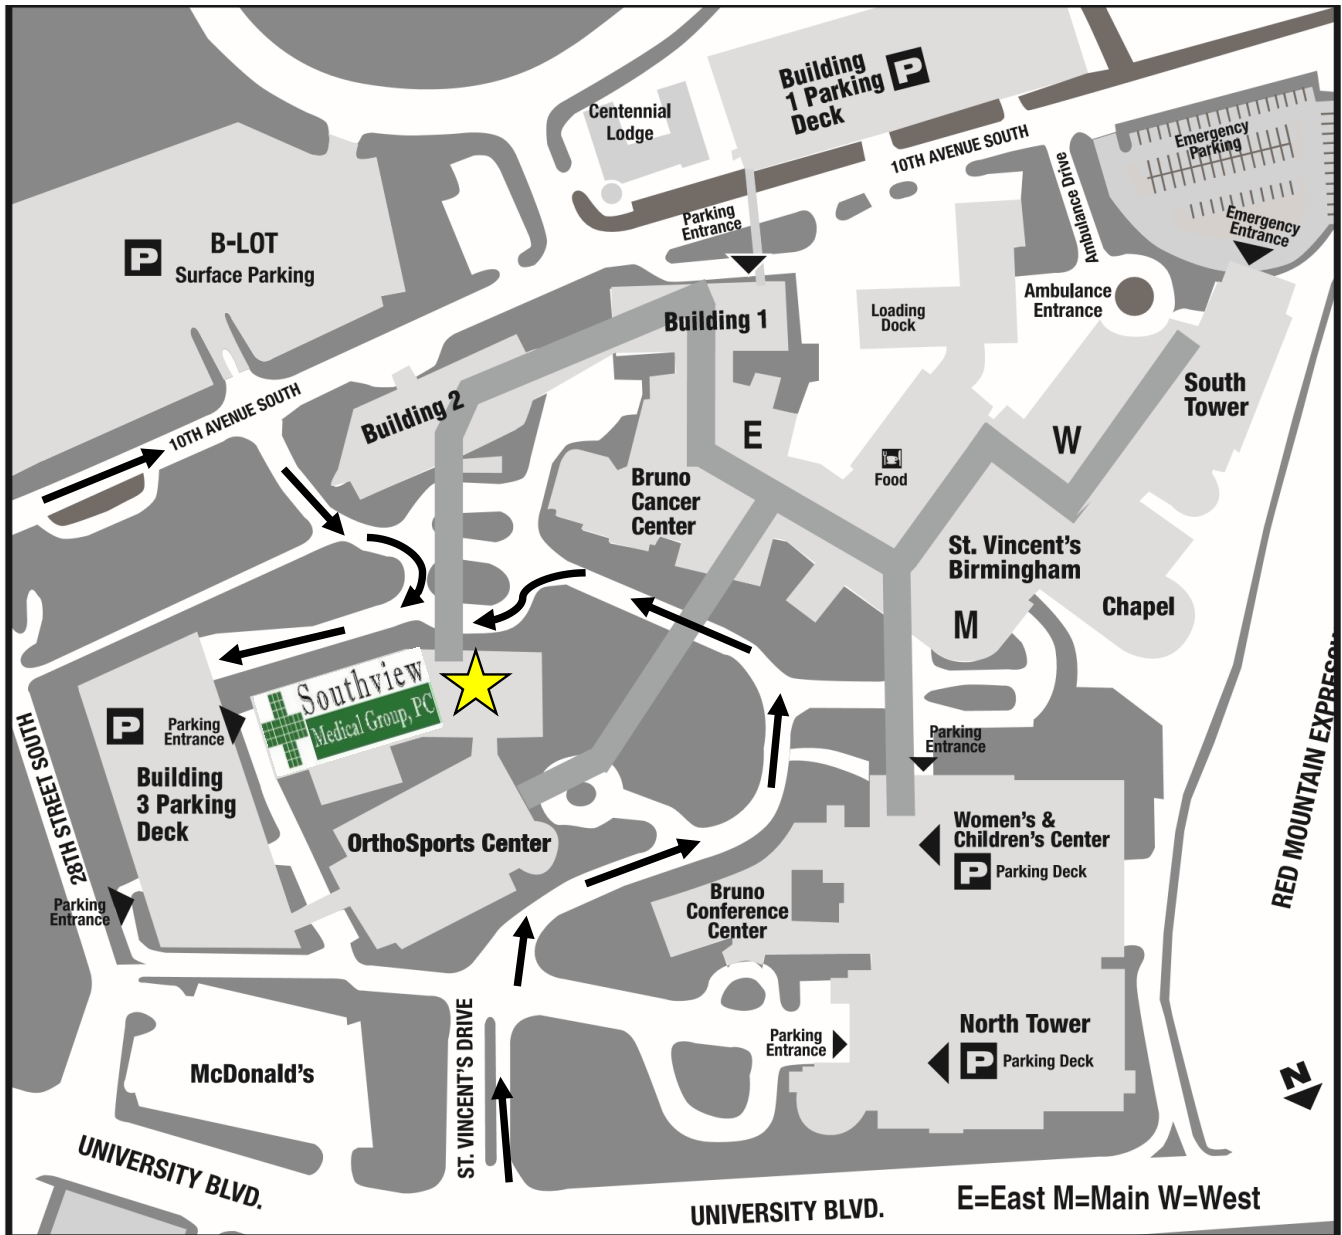 Building
1 Parking
Deck
P
Centennial
Lodge
10TH AVENUE SOUTH
Emergency
Parking
Ambulance Drive
Emergency
Entrance
Parking
Entrance
P
B-LOT
Surface Parking
Building 1
Loading
Dock
Ambulance
Entrance
South
Tower
10TH AVENUE SOUTH
Building 2
E
W
Food
Bruno
Cancer
Center
St. Vincent's
Birmingham
M
Chapel
Southview
Medical Group, PC
P
Parking
Entrance
Building
3 Parking
Deck
28TH STREET SOUTH
Parking
Entrance
OrthoSports Center
Parking
Entrance
Women's &
Children's Center
P Parking Deck
Bruno
Conference
Center
RED MOUNTAIN EXPRESS
McDonald's
ST. VINCENT'S DRIVE
Parking
Entrance
North Tower
P Parking Deck
N
UNIVERSITY BLVD.
UNIVERSITY BLVD.
E=East M=Main W=West